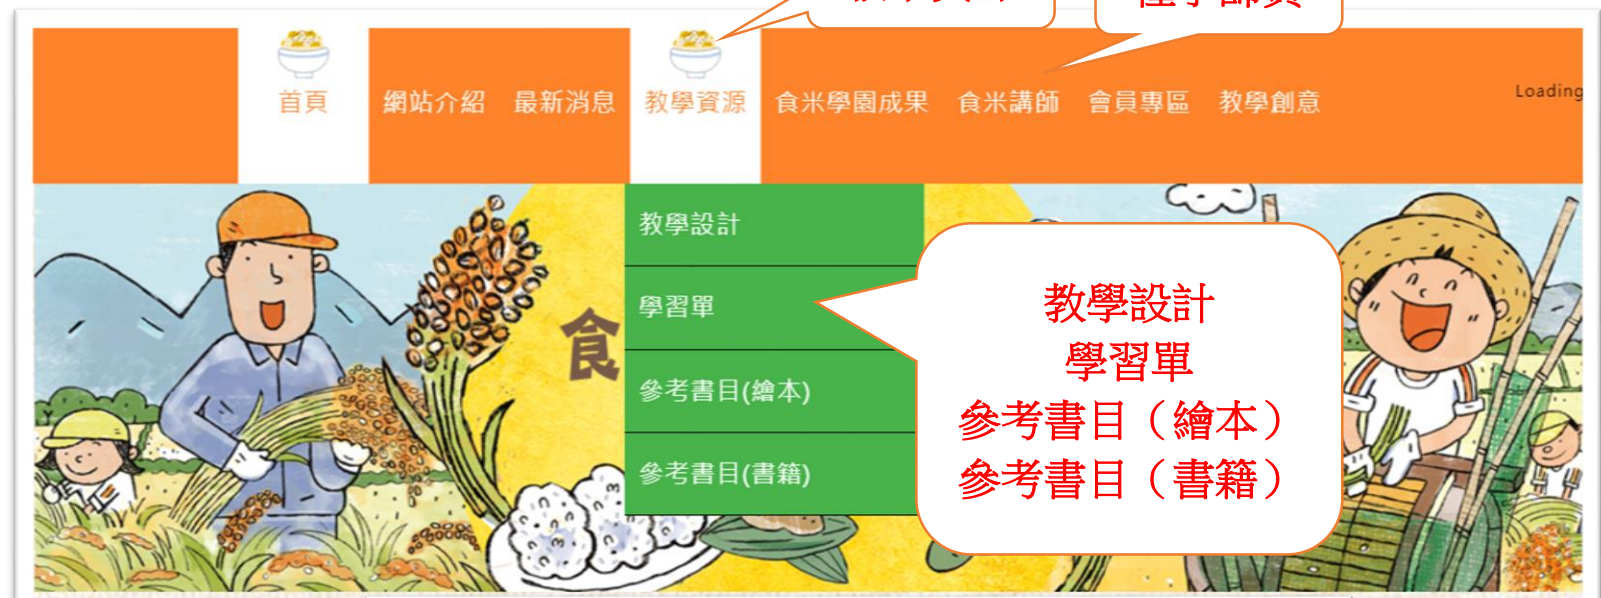 首頁
網站介紹
最新消息
教學資源
食米學園成果
食米講師
會員專區
教學創意
Loading
教學設計
學習單
參考書目(繪本)
參考書目(書籍)
食
教學設計
學習單
參考書目（繪本）
參考書目（書籍）